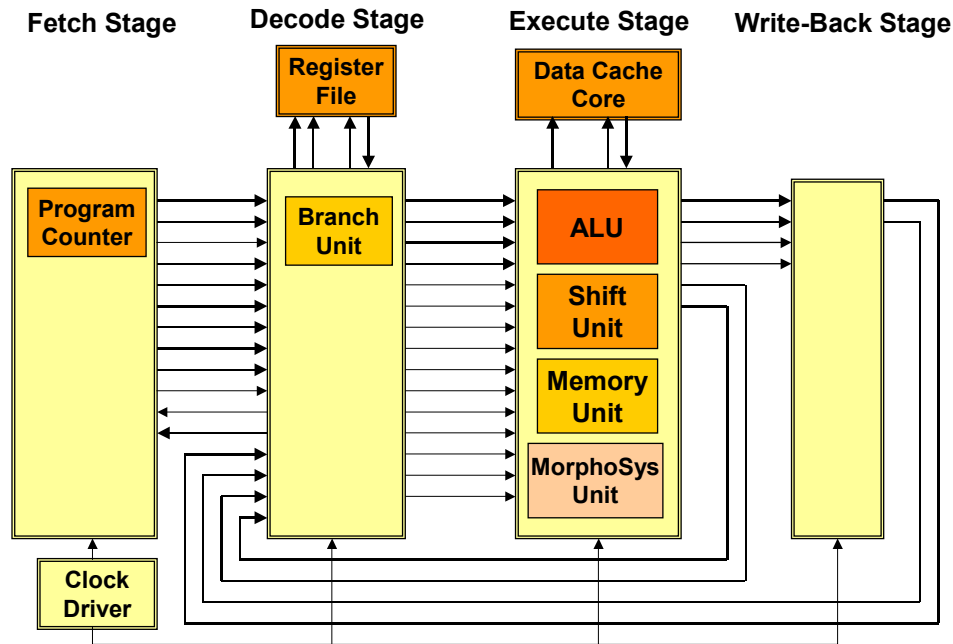 Fetch Stage
Decode Stage
Execute Stage
Write-Back Stage
Register
File
Data Cache
Core
Program
Counter
Branch
Unit
ALU
Shift
Unit
Memory
Unit
MorphoSys
Unit
Clock
Driver